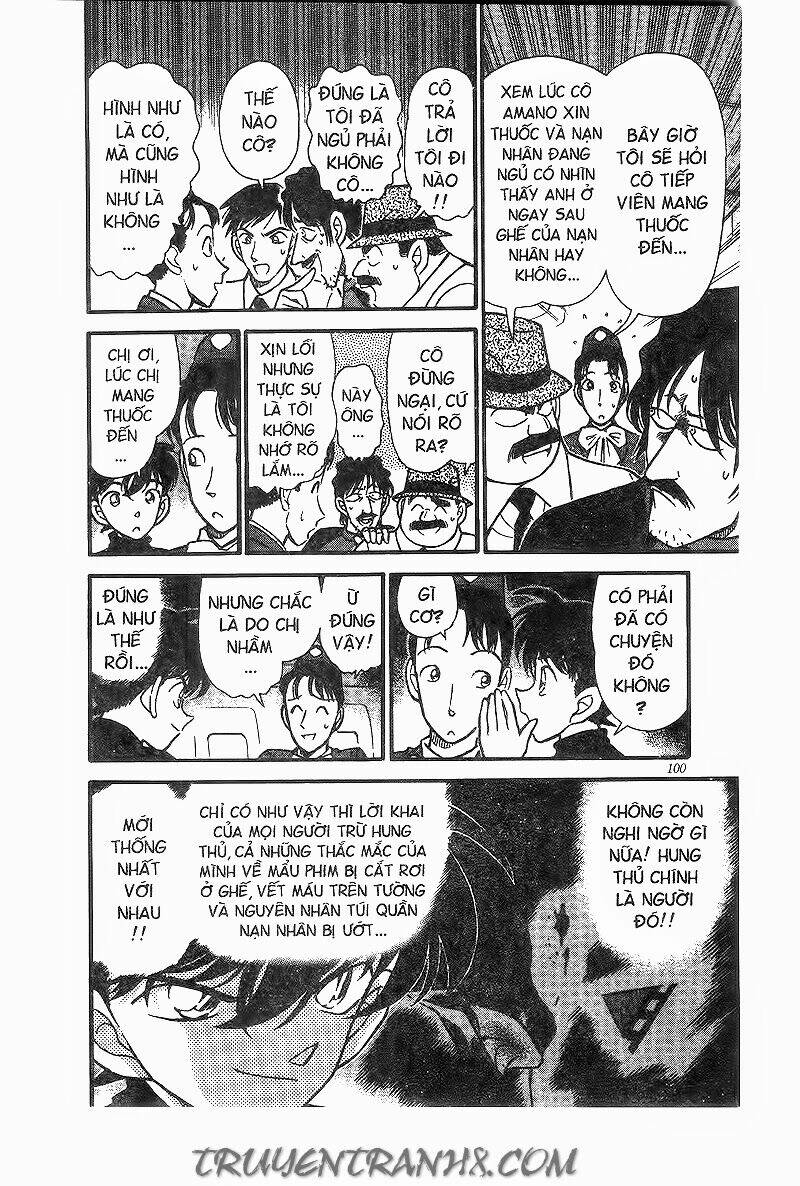 BÂY GIỜ
TÔI SẼ HỎI
CÔ TIẾP
VIÊN MANG
THUỐC
ĐẾN...
XEM LÚC CÔ
AMANO XIN
THUỐC VÀ NẠN
NHÂN ĐANG
NGỦ CÓ NHÌN
THẤY ANH Ở
NGAY SAU
GHẾ CỦA NẠN
NHÂN HAY
KHÔNG...
CÔ
TRẢ
LỜI
TÔI ĐI
NÀO
!!
ĐÚNG LÀ
TÔI ĐÃ
NGỦ PHẢI
KHÔNG
CÔ...
THẾ
NÀO
CÔ?
HÌNH NHƯ
LÀ CÓ,
MÀ CŨNG
HÌNH
NHƯ LÀ
KHÔNG
...
CÔ
ĐỪNG
NGẠI, CỨ
NÓI RÕ
RA?
NÀY
ÔNG
...
XỊN LỐI
NHƯNG
THỰC SỰ
LÀ TÔI
KHÔNG
NHỚ RÕ
LẮM...
CHỊ ƠI,
LÚC CHỊ
MANG
THUỐC
ĐẾN
...
CÓ PHẢI
ĐÃ CÓ
CHUYỆN
ĐÓ
KHÔNG?
GÌ
CƠ?
Ừ
ĐÚNG
VẬY!
NHƯNG CHẮC
LÀ DO CHỊ
NHẦM
...
ĐÚNG
LÀ NHƯ
THẾ
RỒI...
100
KHÔNG CÒN
NGHI NGỜ GÌ
NỮA! HUNG
THỦ CHÍNH
LÀ NGƯỜI
ĐÓ!!
CHỈ CÓ NHƯ VẬY THÌ LỜI KHAI
CỦA MỌI NGƯỜI TRỪ HUNG
THỦ, CẢ NHỮNG THẮC MẮC CỦA
MÌNH VỀ MẨU PHIM BỊ CẮT RƠI
Ở GHẾ, VẾT MÁU TRÊN TƯỜNG
VÀ NGUYÊN NHÂN TÚI QUẦN
NẠN NHÂN BỊ ƯỚT...
MỚI
THỐNG
NHẤT
VỚI
NHAU
!!
TRUYENTRANH8.COM